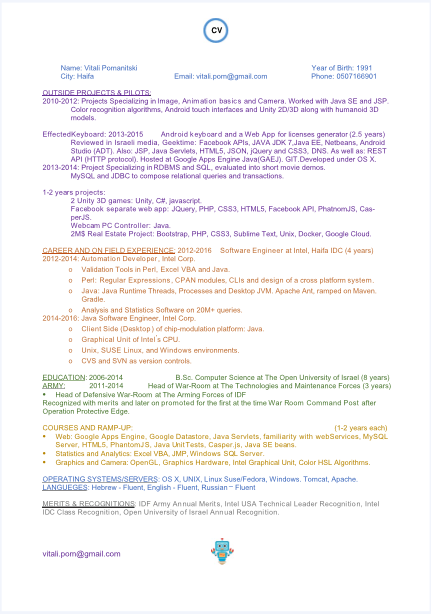 CV
Name: Vitali Pomanitski Year of Birth: 1991
City: Haifa Email: vitali.pom@gmail.com Phone: 0507166901
OUTSIDE PROJECTS & PILOTS:
2010-2012: Projects Specializing in Image, Animation basics and Camera. Worked with Java SE and JSP.
Color recognition algorithms, Android touch interfaces and Unity 2D/3D along with humanoid 3D
models.
EffectedKeyboard: 2013-2015 Android keyboard and a Web App for licenses generator (2.5 years)
Reviewed in Israeli media, Geektime: Facebook APIs, JAVA JDK 7,Java EE, Netbeans, Android
Studio (ADT). Also: JSP, Java Servlets, HTML5, JSON, jQuery and CSS3, DNS. As well as: REST
API (HTTP protocol). Hosted at Google Apps Engine Java(GAEJ). GIT.Developed under OS X.
2013-2014: Project Specializing in RDBMS and SQL, evaluated into short movie demos.
MySQL and JDBC to compose relational queries and transactions.
1-2 years projects:
2 Unity 3D games: Unity, C#, javascript.
Facebook separate web app: JQuery, PHP, CSS3, HTML5, Facebook API, PhatnomJS, Cas-
perJS.
Webcam PC Controller: Java.
2M$ Real Estate Project: Bootstrap, PHP, CSS3, Sublime Text, Unix, Docker, Google Cloud.
CAREER AND ON FIELD EXPERIENCE: 2012-2016 Software Engineer at Intel, Haifa IDC (4 years)
2012-2014: Automation Developer, Intel Corp.
o Validation Tools in Perl, Excel VBA and Java.
o Perl: Regular Expressions, CPAN modules, CLIs and design of a cross platform system.
o Java: Java Runtime Threads, Processes and Desktop JVM. Apache Ant, ramped on Maven.
Gradle.
o Analysis and Statistics Software on 20M+ queries.
2014-2016: Java Software Engineer, Intel Corp.
o Client Side (Desktop) of chip-modulation platform: Java.
o Graphical Unit of Intel's CPU.
o Unix, SUSE Linux, and Windows environments.
o CVS and SVN as version controls.
EDUCATION: 2006-2014 B.Sc. Computer Science at The Open University of Israel (8 years)
ARMY: 2011-2014 Head of War-Room at The Technologies and Maintenance Forces (3 years)
• Head of Defensive War-Room at The Arming Forces of IDF
Recognized with merits and later on promoted for the first at the time War Room Command Post after
Operation Protective Edge.
COURSES AND RAMP-UP: (1-2 years each)
• Web: Google Apps Engine, Google Datastore, Java Servlets, familiarity with webServices, MySQL
Server, HTML5, PhantomJS, Java Unit Tests, Casper.js, Java SE beans.
• Statistics and Analytics: Excel VBA, JMP, Windows SQL Server.
• Graphics and Camera: OpenGL, Graphics Hardware, Intel Graphical Unit, Color HSL Algorithms.
OPERATING SYSTEMS/SERVERS: OS X, UNIX, Linux Suse/Fedora, Windows. Tomcat, Apache.
LANGUEGES: Hebrew - Fluent, English - Fluent, Russian – Fluent
MERITS & RECOGNITIONS: IDF Army Annual Merits, Intel USA Technical Leader Recognition, Intel
IDC Class Recognition, Open University of Israel Annual Recognition.
vitali.pom@gmail.com